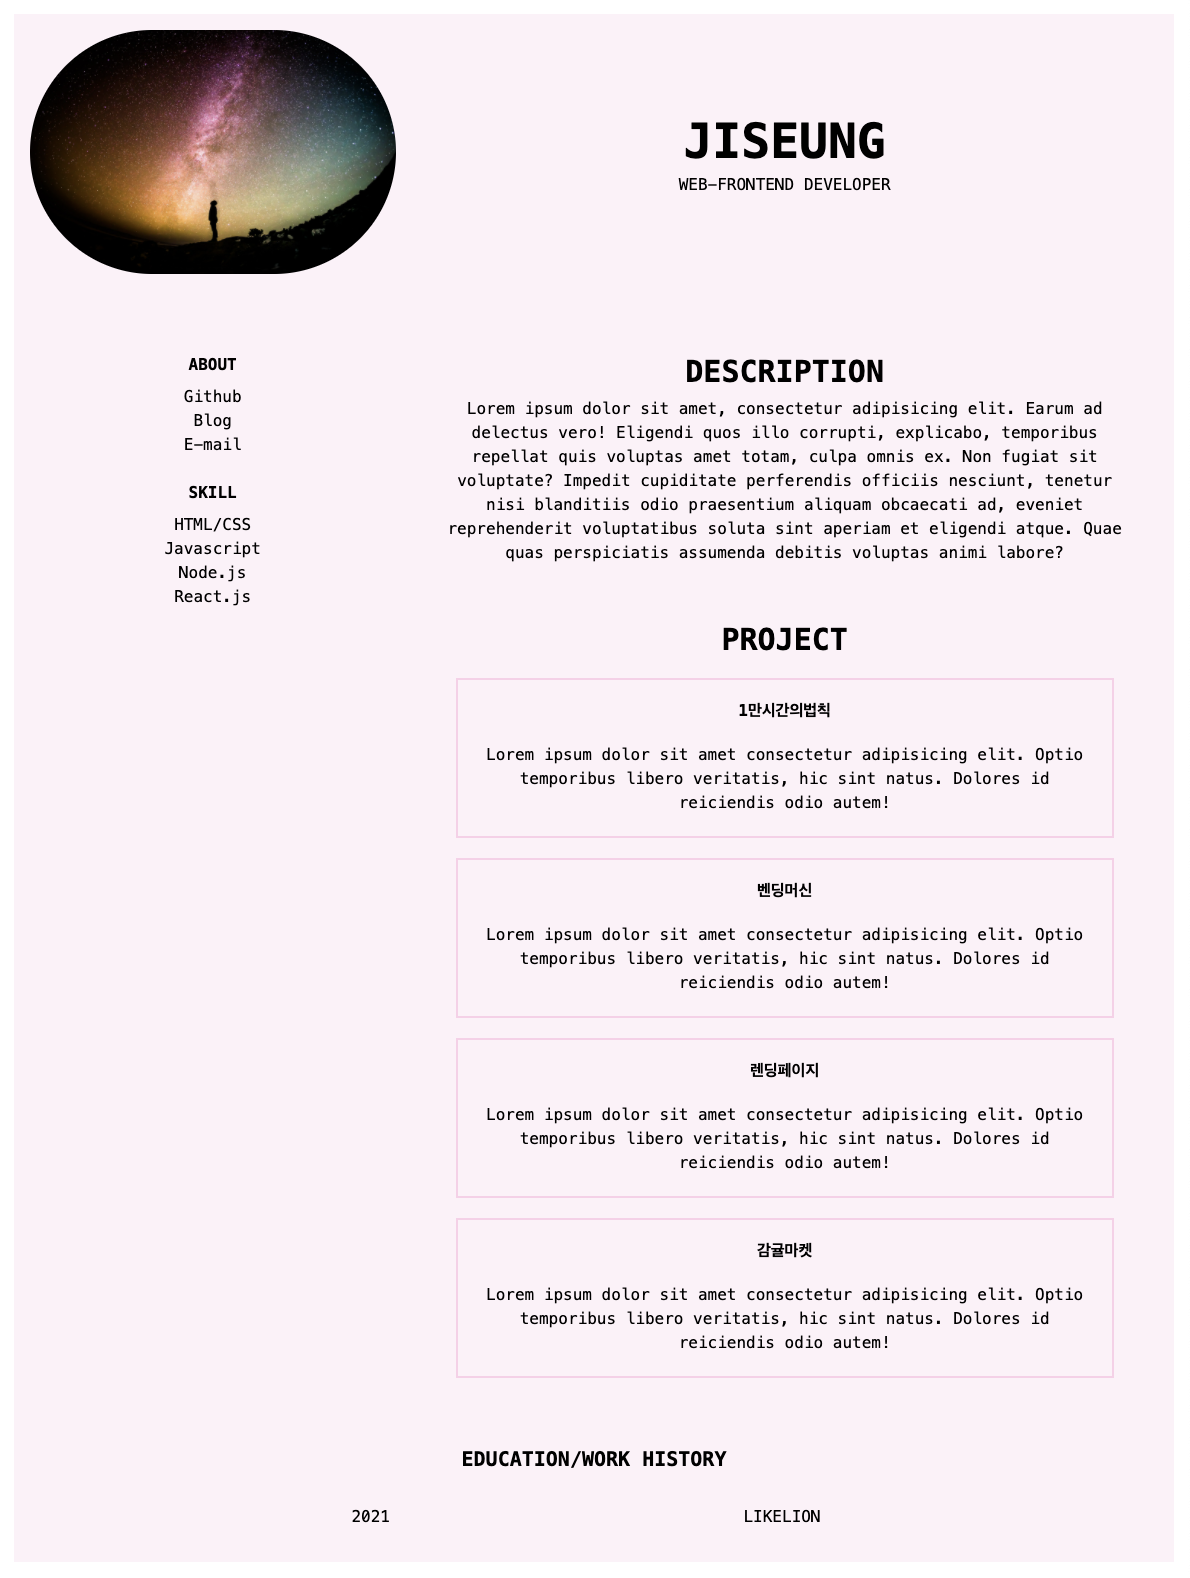 JISEUNG
WEB-FRONTEND DEVELOPER
ABOUT
Github
Blog
E-mail
SKILL
HTML/CSS
Javascript
Node.js
React.js
DESCRIPTION
Lorem ipsum dolor sit amet, consectetur adipisicing elit. Earum ad
delectus vero! Eligendi quos illo corrupti, explicabo, temporibus
repellat quis voluptas amet totam, culpa omnis ex. Non fugiat sit
voluptate? Impedit cupiditate perferendis officiis nesciunt, tenetur
nisi blanditiis odio praesentium aliquam obcaecati ad, eveniet
reprehenderit voluptatibus soluta sint aperiam et eligendi atque. Quae
quas perspiciatis assumenda debitis voluptas animi labore?
PROJECT
1만시간의법칙
Lorem ipsum dolor sit amet consectetur adipisicing elit. Optio
temporibus libero veritatis, hic sint natus. Dolores id
reiciendis odio autem!
벤딩머신
Lorem ipsum dolor sit amet consectetur adipisicing elit. Optio
temporibus libero veritatis, hic sint natus. Dolores id
reiciendis odio autem!
렌딩페이지
Lorem ipsum dolor sit amet consectetur adipisicing elit. Optio
temporibus libero veritatis, hic sint natus. Dolores id
reiciendis odio autem!
감귤마켓
Lorem ipsum dolor sit amet consectetur adipisicing elit. Optio
temporibus libero veritatis, hic sint natus. Dolores id
reiciendis odio autem!
EDUCATION/WORK HISTORY
2021 LIKELION